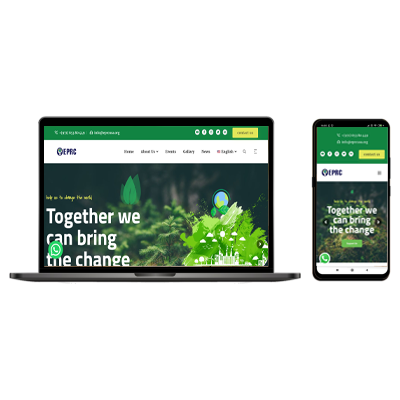 CONTACT US
EPRC
Home About Us Events Gallery News English
help us to change the world
Together we
can bring
the change
CONTACT US
EPRC
Together we
can bring
the change